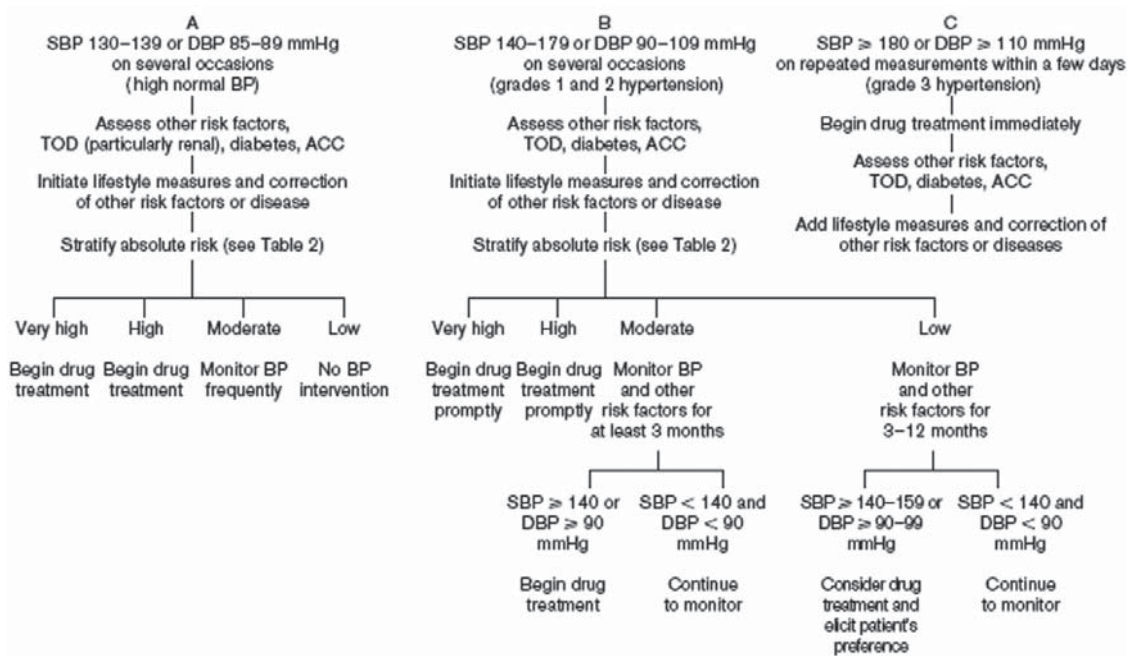 A
SBP 130–139 or DBP 85–89 mmHg
on several occasions
(high normal BP)
Assess other risk factors,
TOD (particularly renal), diabetes, ACC
Initiate lifestyle measures and correction
of other risk factors or disease
Stratify absolute risk (see Table 2)
Very high
Begin drug
treatment
High
Begin drug
treatment
Moderate
Monitor BP
frequently
Low
No BP
intervention
B
SBP 140–179 or DBP 90–109 mmHg
on several occasions
(grades 1 and 2 hypertension)
Assess other risk factors,
TOD, diabetes, ACC
Initiate lifestyle measures and correction
of other risk factors or disease
Stratify absolute risk (see Table 2)
Very high
Begin drug
treatment
promptly
High
Begin drug
treatment
promptly
Moderate
Monitor BP
and other
risk factors for
at least 3 months
SBP ≥ 140 or
DBP ≥ 90
mmHg
Begin drug
treatment
SBP < 140 and
DBP < 90
mmHg
Continue
to monitor
Low
Monitor BP
and other
risk factors for
3–12 months
SBP ≥ 140–159 or
DBP ≥ 90–99
mmHg
Consider drug
treatment and
elicit patient's
preference
SBP < 140 and
DBP < 90
mmHg
Continue
to monitor
C
SBP ≥ 180 or DBP ≥ 110 mmHg
on repeated measurements within a few days
(grade 3 hypertension)
Begin drug treatment immediately
Assess other risk factors,
TOD, diabetes, ACC
Add lifestyle measures and correction of
other risk factors or diseases